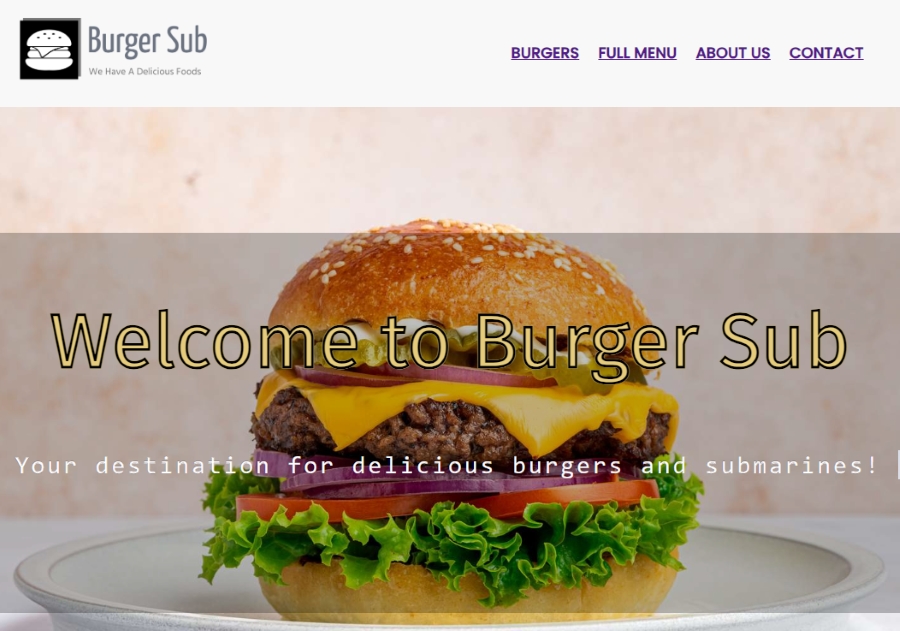 Burger Sub
We Have A Delicious Foods
BURGERS FULL MENU ABOUT US CONTACT
Welcome to Burger Sub
Your destination for delicious burgers and submarines!